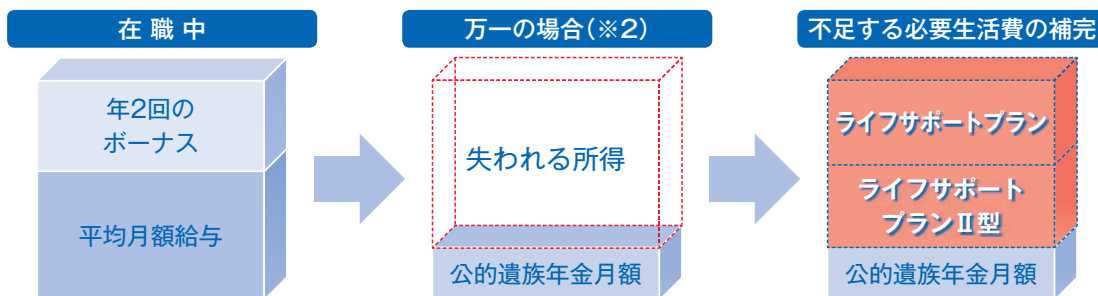 在職中
万一の場合(※2)
不足する必要生活費の補完
年2回の
ボーナス
平均月額給与
失われる所得
公的遺族年金月額
ライフサポートプラン
ライフサポート
プランⅡ型
公的遺族年金月額